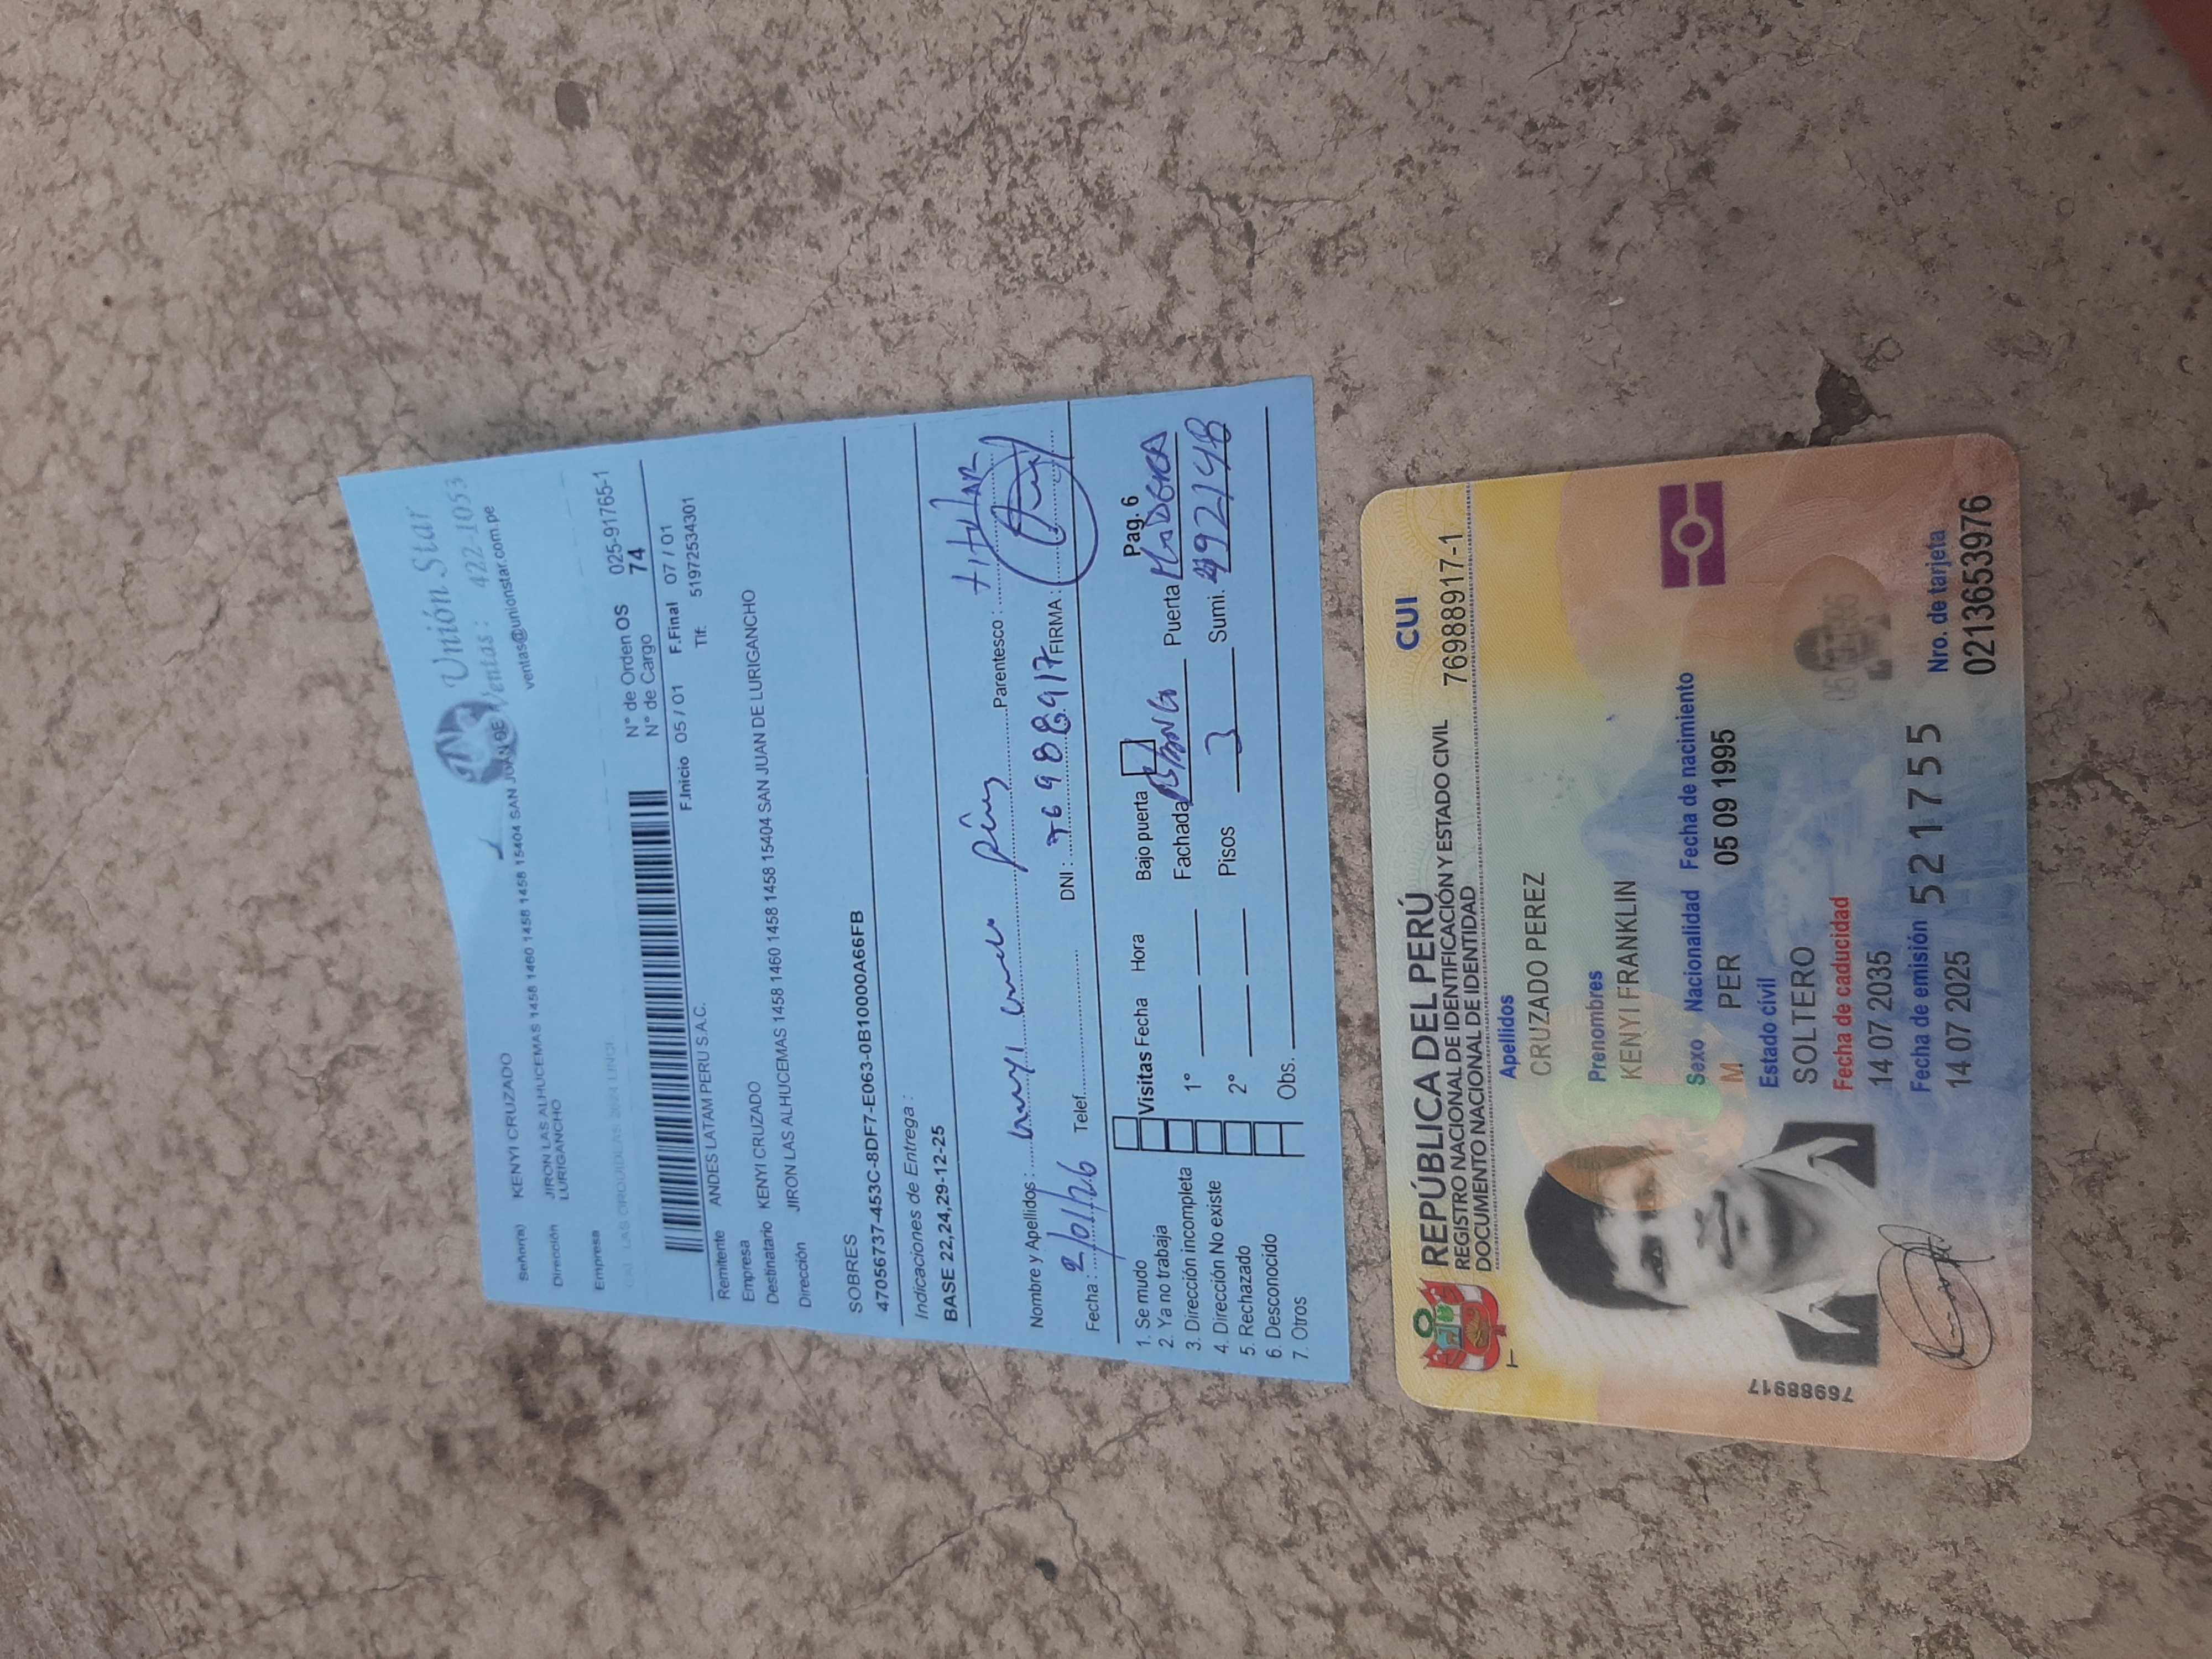 Unión Star
Ventas: 422-1053
ventas@unionstar.com.pe
Señor(a) KENYI CRUZADO
Dirección JIRON LAS ALHUCEMAS 1458 1460 1458 1458 15404 SAN JUAN DE
LURIGANCHO
Empresa
N° de Orden OS 025-91765-1
N° de Cargo 74
F.Inicio 05 / 01 F.Final 07 / 01
Remitente ANDES LATAM PERU S.A.C. Tlf: 51972534301
Empresa
Destinatario KENYI CRUZADO
Dirección JIRON LAS ALHUCEMAS 1458 1460 1458 1458 15404 SAN JUAN DE LURIGANCHO
SOBRES
47056737-453C-8DF7-E063-0B10000A66FB
Indicaciones de Entrega :
BASE 22,24,29-12-25
Nombre y Apellidos : Parentesco : titular
Fecha : Telef. DNI : 76988917 FIRMA :
1. Se mudo Visitas Fecha Hora Bajo puerta Pag. 6
2. Ya no trabaja 1° Fachada Puerta
3. Dirección incompleta
4. Dirección No existe 2° Pisos 3 Sumi.
5. Rechazado
6. Desconocido Obs.
7. Otros
REPÚBLICA DEL PERÚ CUI
REGISTRO NACIONAL DE IDENTIFICACIÓN Y ESTADO CIVIL 76988917-1
DOCUMENTO NACIONAL DE IDENTIDAD
Apellidos
CRUZADO PEREZ
Prenombres
KENYI FRANKLIN
Sexo Nacionalidad Fecha de nacimiento
M PER 05 09 1995
Estado civil
SOLTERO
Fecha de caducidad
14 07 2035
Fecha de emisión 521755
14 07 2025
Nro. de tarjeta
0213653976
76988917